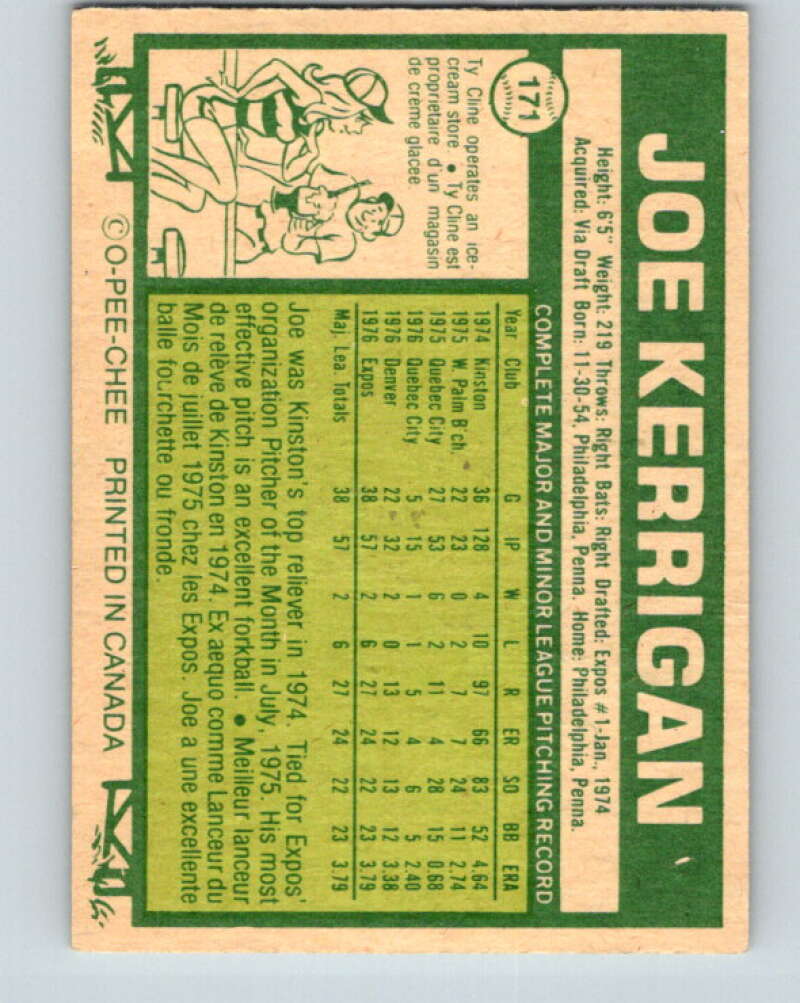 171
JOE KERRIGAN
Height: 6'5" Weight: 219 Throws: Right Bats: Right Drafted: Expos #1-Jan., 1974
Acquired: Via Draft Born: 11-30-54, Philadelphia, Penna. Home: Philadelphia, Penna.
Ty Cline operates an ice-
cream store. • Ty Cline est
proprietaire d'un magasin
de crème glacee.
COMPLETE MAJOR AND MINOR LEAGUE PITCHING RECORD
Year Club G IP W L R ER SO BB ERA
1974 Kinston 36 128 4 10 97 66 83 52 4.64
1975 W. Palm B'ch. 22 23 0 2 7 7 24 11 2.74
1975 Quebec City 27 53 6 2 11 4 28 15 0.68
1976 Quebec City 5 15 1 1 5 4 6 5 2.40
1976 Denver 22 32 2 0 13 12 13 12 3.38
1976 Expos 38 57 2 6 27 24 22 23 3.79
Maj. Lea. Totals 38 57 2 6 27 24 22 23 3.79
Joe was Kinston's top reliever in 1974. Tied for Expos'
organization Pitcher of the Month in July, 1975. His most
effective pitch is an excellent forkball. • Meilleur lanceur
de relève de Kinston en 1974. Ex aequo comme Lanceur du
Mois de juillet 1975 chez les Expos. Joe a une excellente
balle fourchette ou fronde.
©O-PEE-CHEE PRINTED IN CANADA